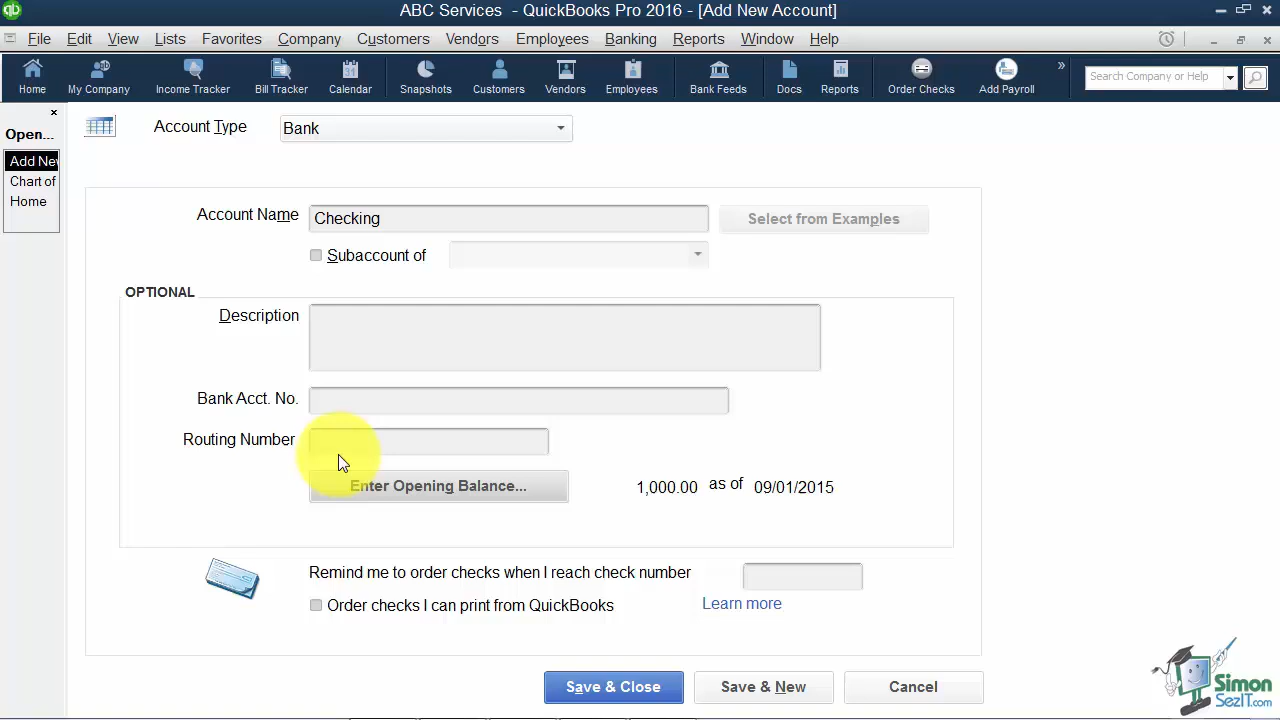 qb
ABC Services - QuickBooks Pro 2016 - [Add New Account]
File Edit View Lists Favorites Company Customers Vendors Employees Banking Reports Window Help
Home My Company Income Tracker Bill Tracker Calendar Snapshots Customers Vendors Employees Bank Feeds Docs Reports Order Checks Add Payroll » Search Company or Help
Open...
Add Nev
Chart of
Home
Account Type Bank
Account Name Checking Select from Examples
Subaccount of
OPTIONAL
Description
Bank Acct. No.
Routing Number
Enter Opening Balance... 1,000.00 as of 09/01/2015
Remind me to order checks when I reach check number
Order checks I can print from QuickBooks Learn more
Save & Close Save & New Cancel
Simon
SezIT.com